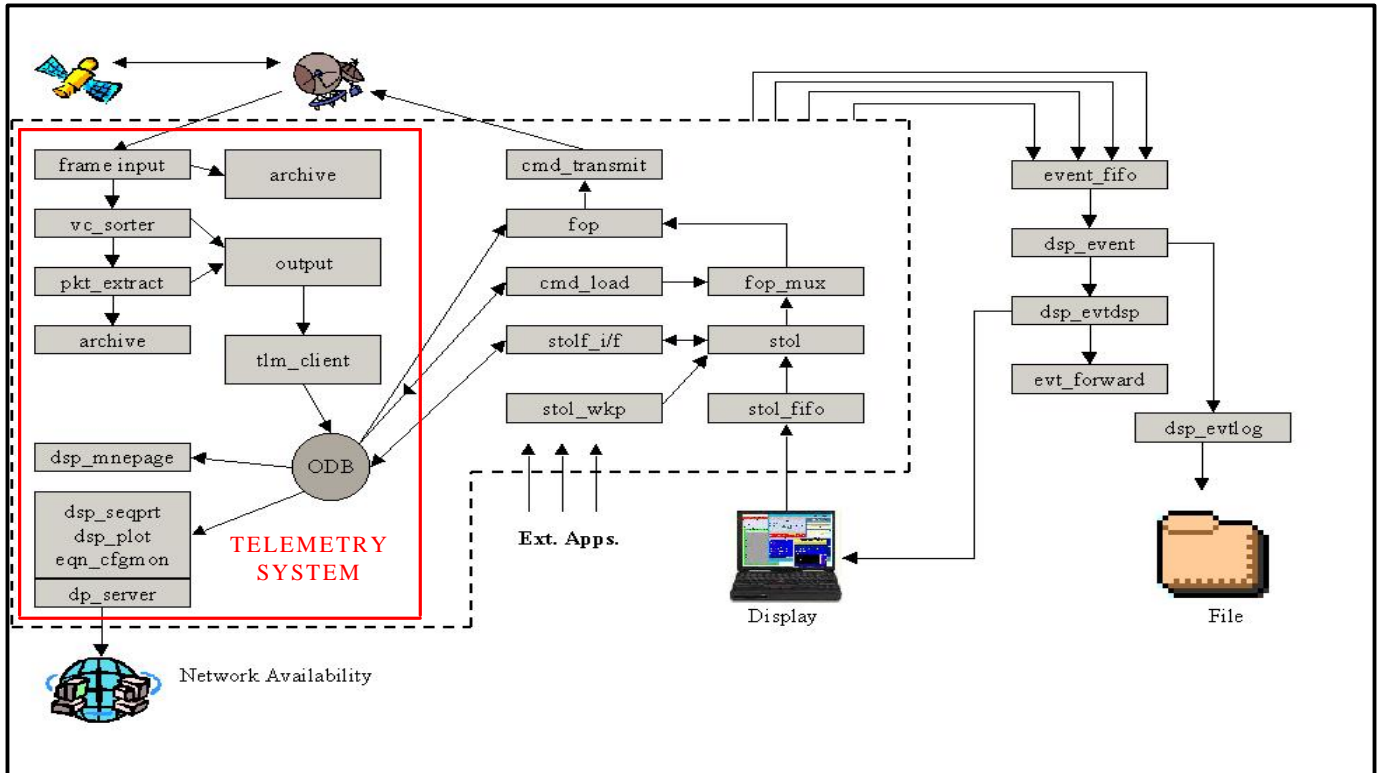 frame input
archive
vc_sorter
output
pkt_extract
archive
tlm_client
ODB
dsp_mnepage
dsp_seqprt
dsp_plot
eqn_cfgmon
dp_server
TELEMETRY
SYSTEM
Network Availability
cmd_transmit
fop
cmd_load
fop_mux
stolf_i/f
stol
stol_wkp
stol_fifo
Ext. Apps.
Display
event_fifo
dsp_event
dsp_evtdsp
evt_forward
dsp_evtlog
File